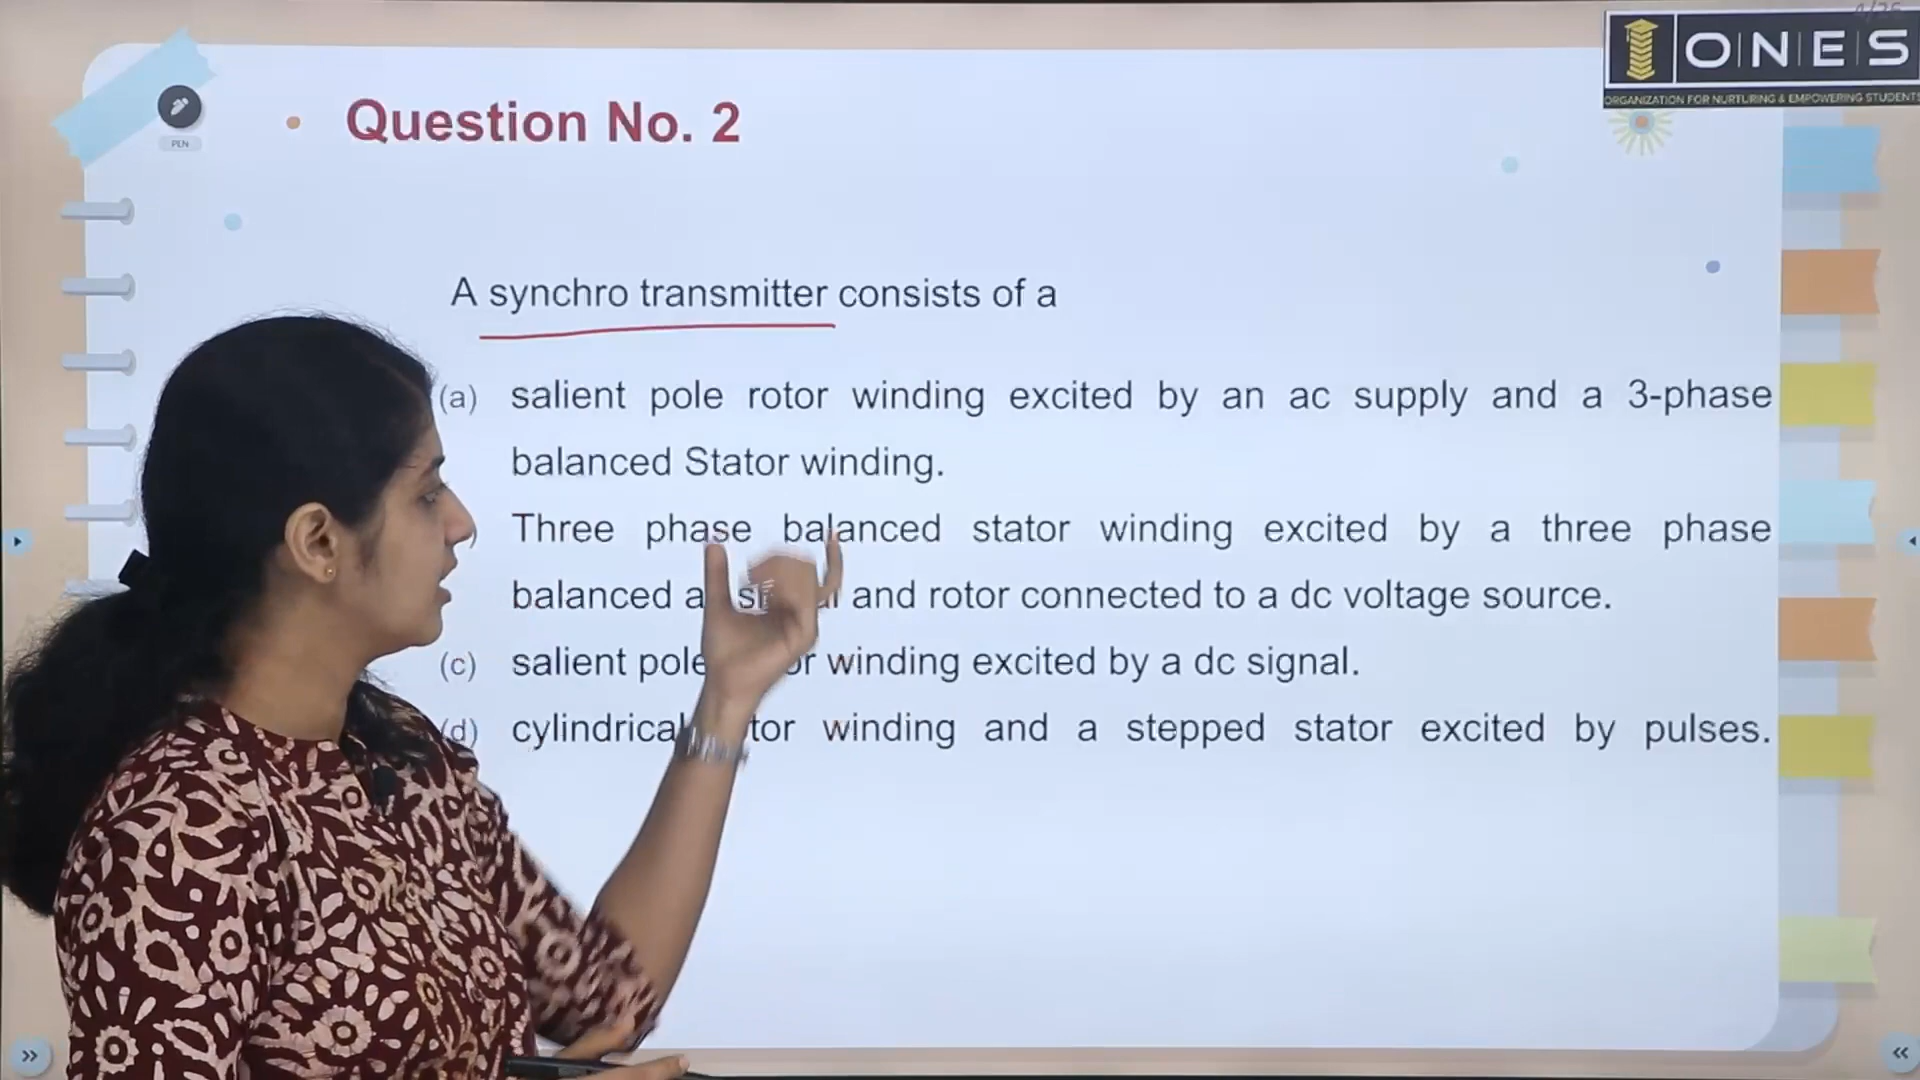 4/26
ONES
ORGANIZATION FOR NURTURING & EMPOWERING STUDENTS
PEN
• Question No. 2
A synchro transmitter consists of a
(a) salient pole rotor winding excited by an ac supply and a 3-phase
balanced Stator winding.
) Three phase balanced stator winding excited by a three phase
balanced and rotor connected to a dc voltage source.
(c) salient pole winding excited by a dc signal.
(d) cylindrical winding and a stepped stator excited by pulses.